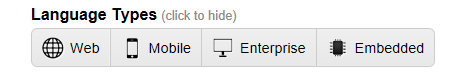 Language Types (click to hide)
Web Mobile Enterprise Embedded